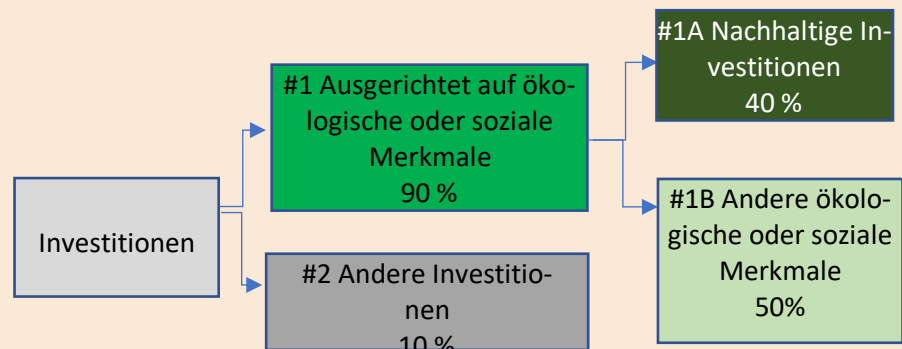 Investitionen
#1 Ausgerichtet auf öko-
logische oder soziale
Merkmale
90 %
#2 Andere Investitio-
nen
10 %
#1A Nachhaltige In-
vestitionen
40 %
#1B Andere ökolo-
gische oder soziale
Merkmale
50%